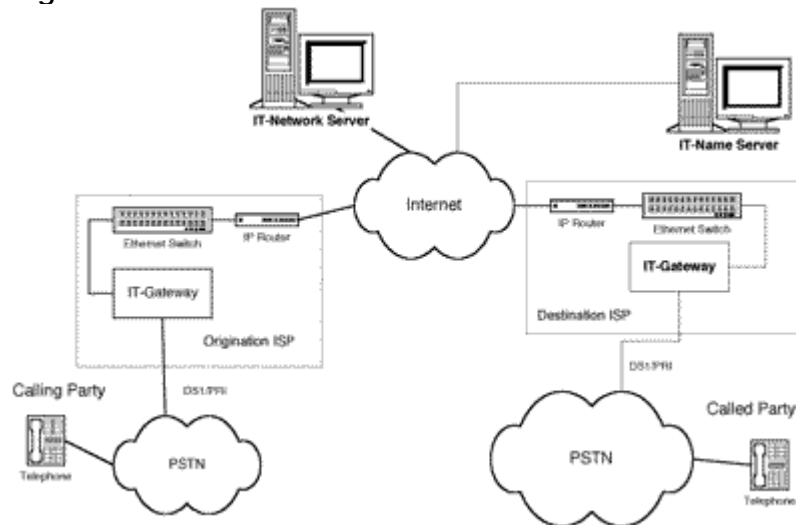 IT-Network Server
IT-Name Server
Internet
Ethernet Switch
IP Router
IP Router
Ethernet Switch
IT-Gateway
IT-Gateway
Origination ISP
Destination ISP
DS1/PRI
DS1/PRI
Calling Party
Called Party
PSTN
PSTN
Telephone
Telephone